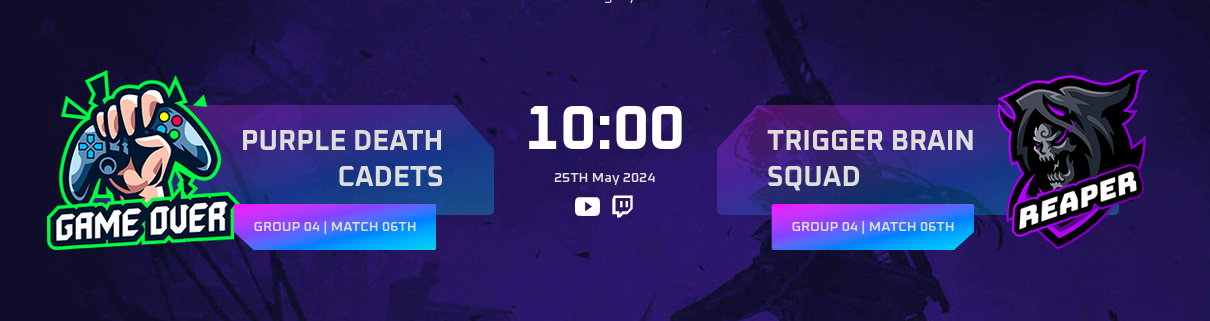 PURPLE DEATH
CADETS
GAME OVER
GROUP 04 | MATCH 06TH
10:00
25TH May 2024
TRIGGER BRAIN
SQUAD
REAPER
GROUP 04 | MATCH 06TH